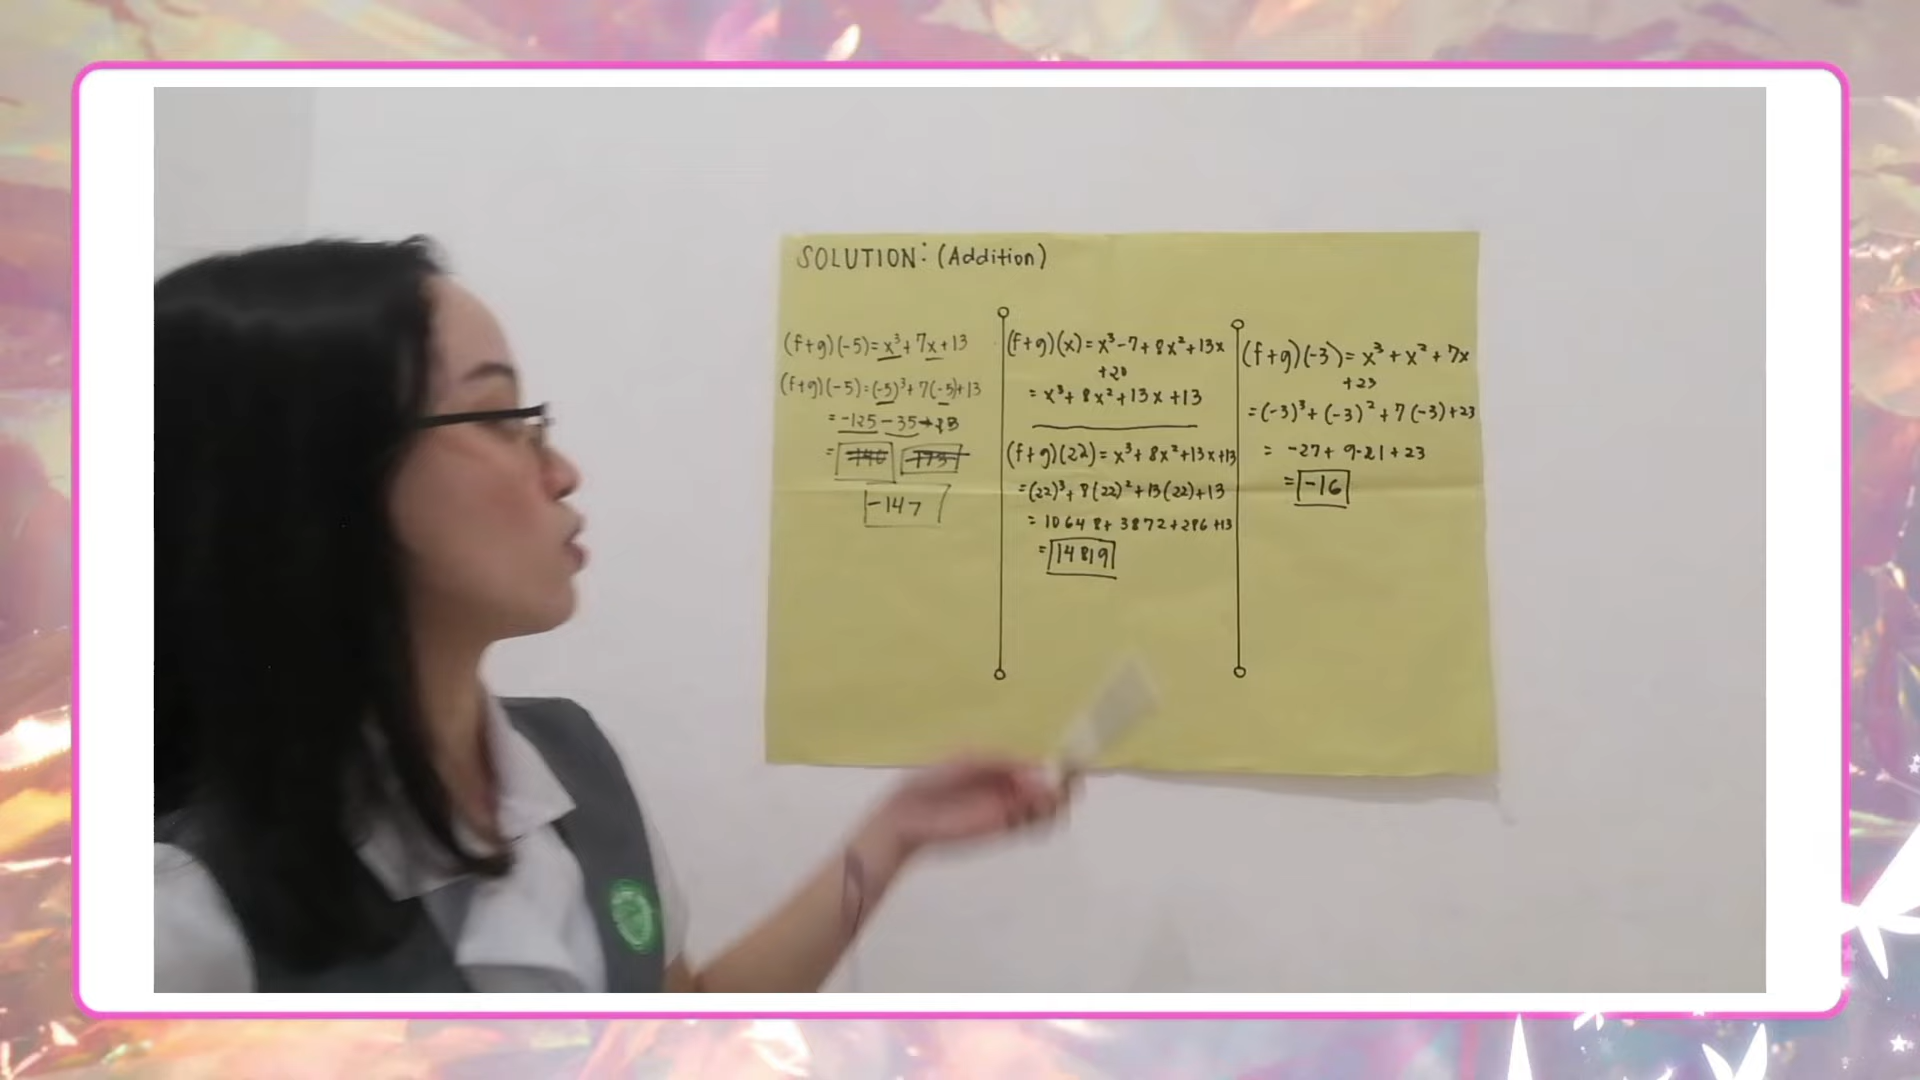 SOLUTION: (Addition)
(f+g)(-5)=x³+7x+13
(f+g)(-5)=(-5)³+7(-5)+13
= -125-35+13
=
-147
(f+g)(x)=x³-7+8x²+13x
+20
= x³+8x²+13x+13
(f+g)(22)=x³+8x²+13x+13
=(22)³+8(22)²+13(22)+13
= 10648+3872+286+13
= 14819
(f+g)(-3)=x³+x²+7x
+23
=(-3)³+(-3)²+7(-3)+23
= -27+9-21+23
= -16